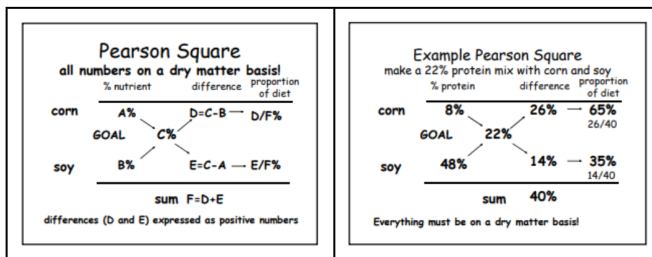 Pearson Square
all numbers on a dry matter basis!
% nutrient difference proportion of diet
corn A% D=C-B D/F%
GOAL C%
soy B% E=C-A E/F%
sum F=D+E
differences (D and E) expressed as positive numbers
Example Pearson Square
make a 22% protein mix with corn and soy
% protein difference proportion of diet
corn 8% 26% 65%
26/40
GOAL 22%
soy 48% 14% 35%
14/40
sum 40%
Everything must be on a dry matter basis!